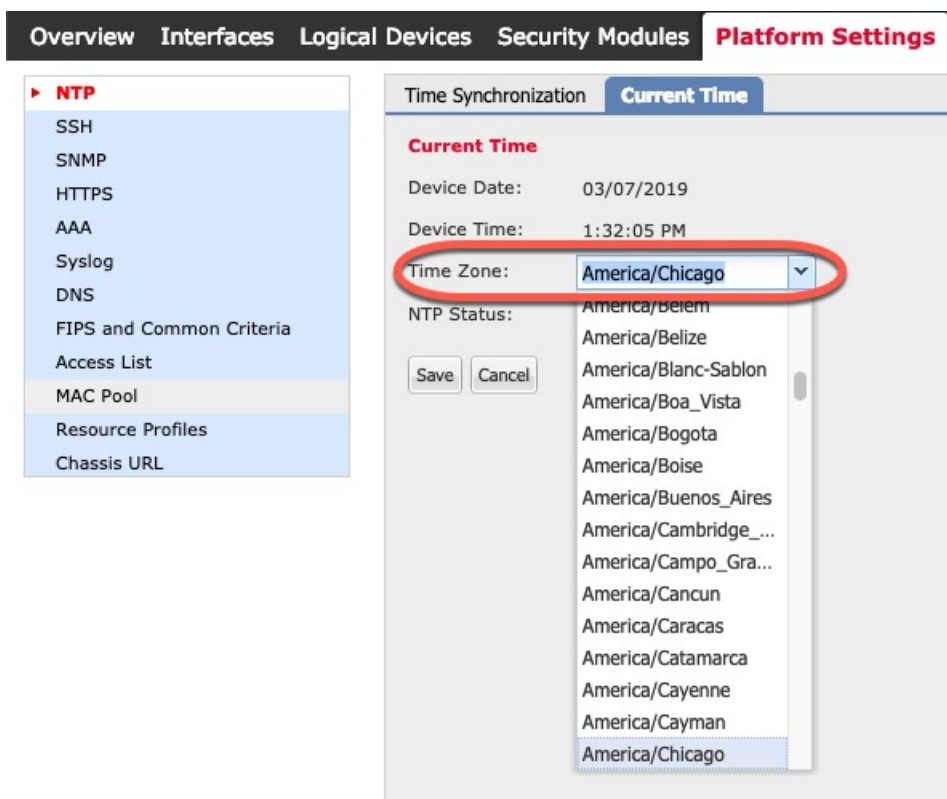 Overview Interfaces Logical Devices Security Modules Platform Settings
NTP
SSH
SNMP
HTTPS
AAA
Syslog
DNS
FIPS and Common Criteria
Access List
MAC Pool
Resource Profiles
Chassis URL
Time Synchronization Current Time
Current Time
Device Date: 03/07/2019
Device Time: 1:32:05 PM
Time Zone: America/Chicago
NTP Status:
Save Cancel
America/Belem
America/Belize
America/Blanc-Sablon
America/Boa_Vista
America/Bogota
America/Boise
America/Buenos_Aires
America/Cambridge_...
America/Campo_Gra...
America/Cancun
America/Caracas
America/Catamarca
America/Cayenne
America/Cayman
America/Chicago